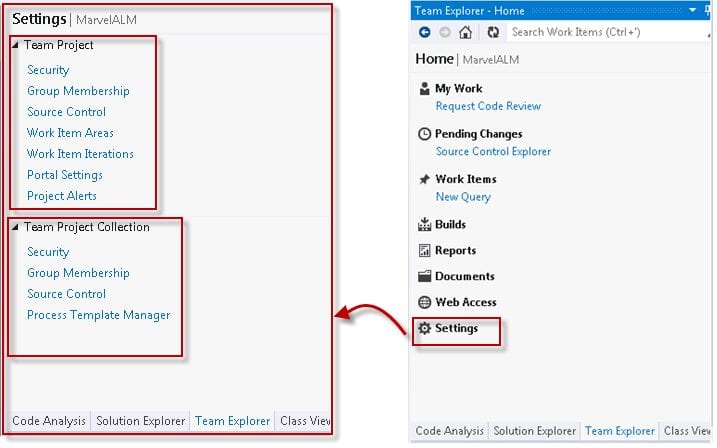 Settings | MarvelALM
Team Project
Security
Group Membership
Source Control
Work Item Areas
Work Item Iterations
Portal Settings
Project Alerts
Team Project Collection
Security
Group Membership
Source Control
Process Template Manager
Code Analysis Solution Explorer Team Explorer Class View
Team Explorer - Home
Search Work Items (Ctrl+')
Home | MarvelALM
My Work
Request Code Review
Pending Changes
Source Control Explorer
Work Items
New Query
Builds
Reports
Documents
Web Access
Settings
Code Analysis Solution Explorer Team Explorer Class View